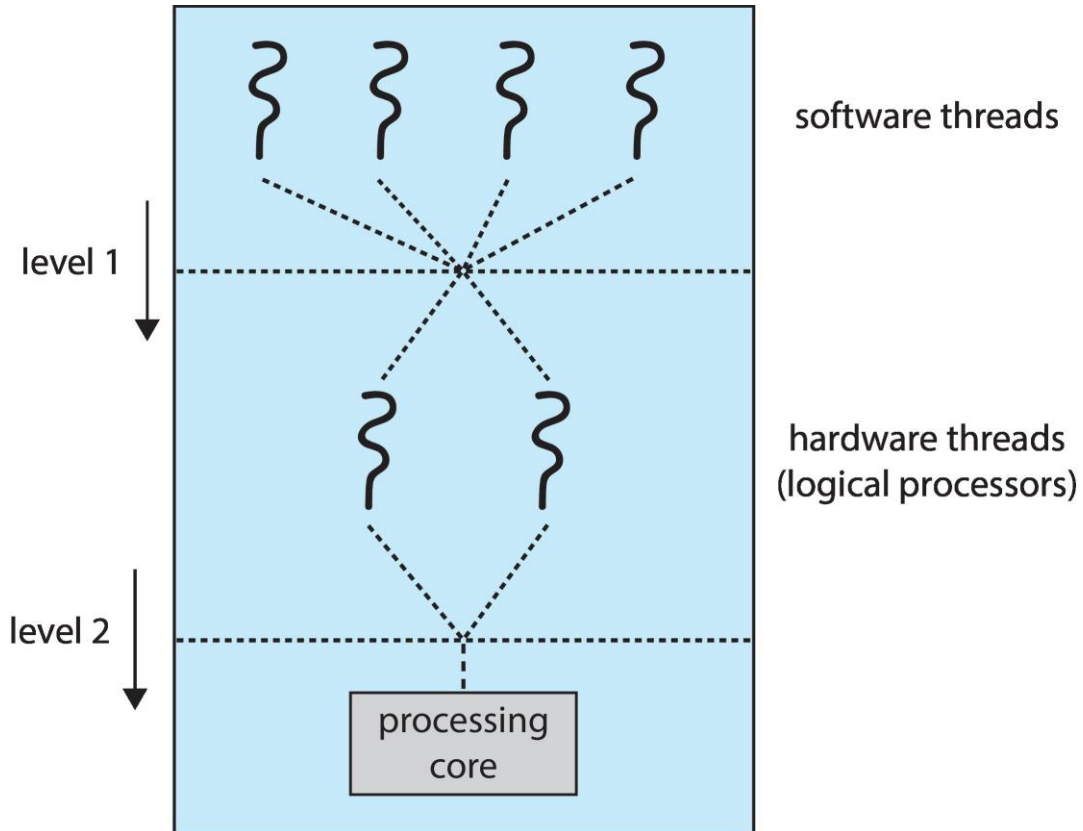 software threads
level 1
hardware threads
(logical processors)
level 2
processing
core